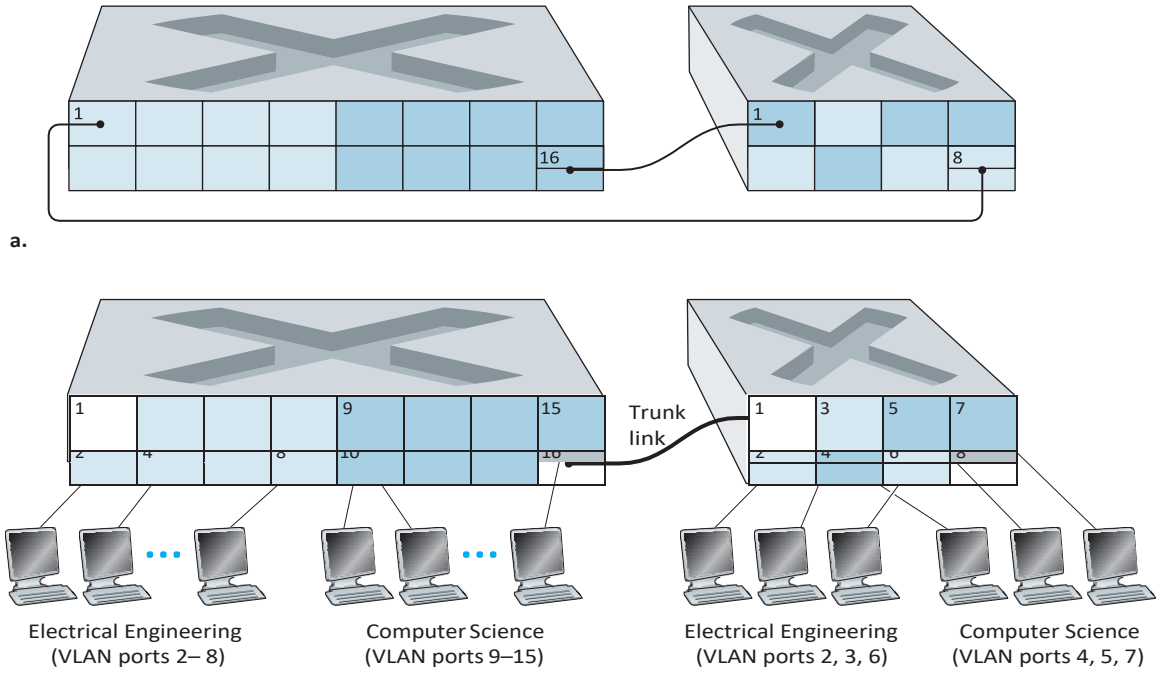 1
16
1
8
a.
1
9
15
2
4
8
10
16
Trunk
link
1
3
5
7
2
4
6
8
Electrical Engineering
(VLAN ports 2– 8)
Computer Science
(VLAN ports 9–15)
Electrical Engineering
(VLAN ports 2, 3, 6)
Computer Science
(VLAN ports 4, 5, 7)